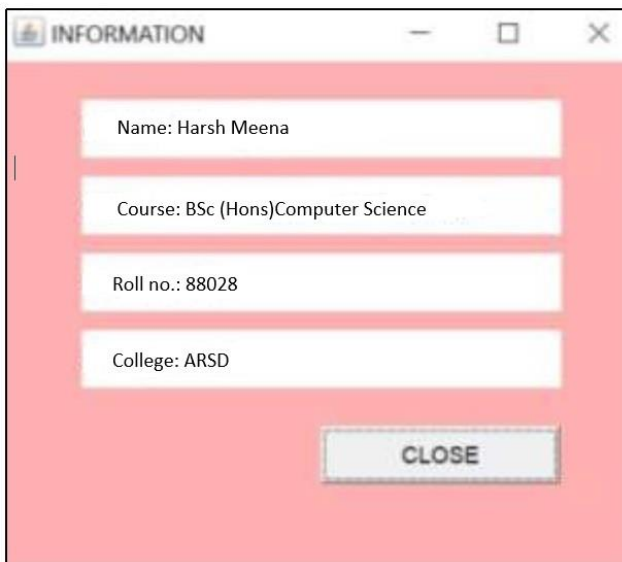 INFORMATION
Name: Harsh Meena
Course: BSc (Hons)Computer Science
Roll no.: 88028
College: ARSD
CLOSE